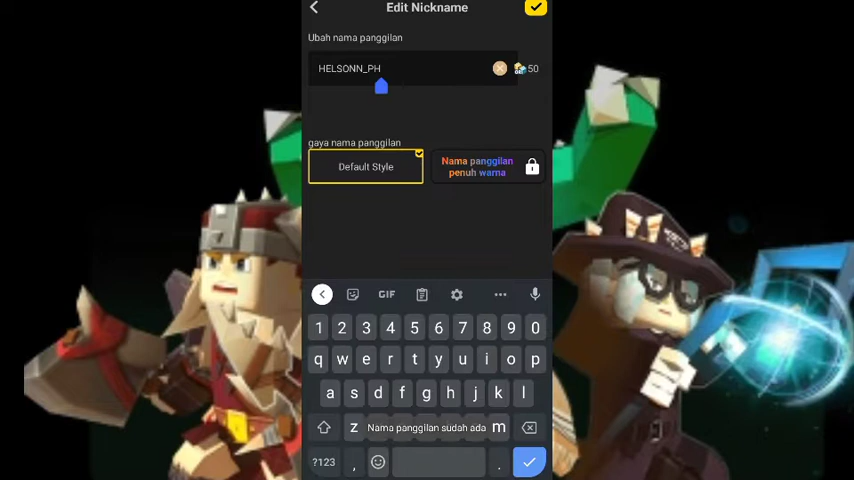 Edit Nickname
Ubah nama panggilan
HELSONN_PH
50
gaya nama panggilan
Default Style
Nama panggilan
penuh warna
GIF
1 2 3 4 5 6 7 8 9 0
q w e r t y u i o p
a s d f g h j k l
z Nama panggilan sudah ada m
?123 , .